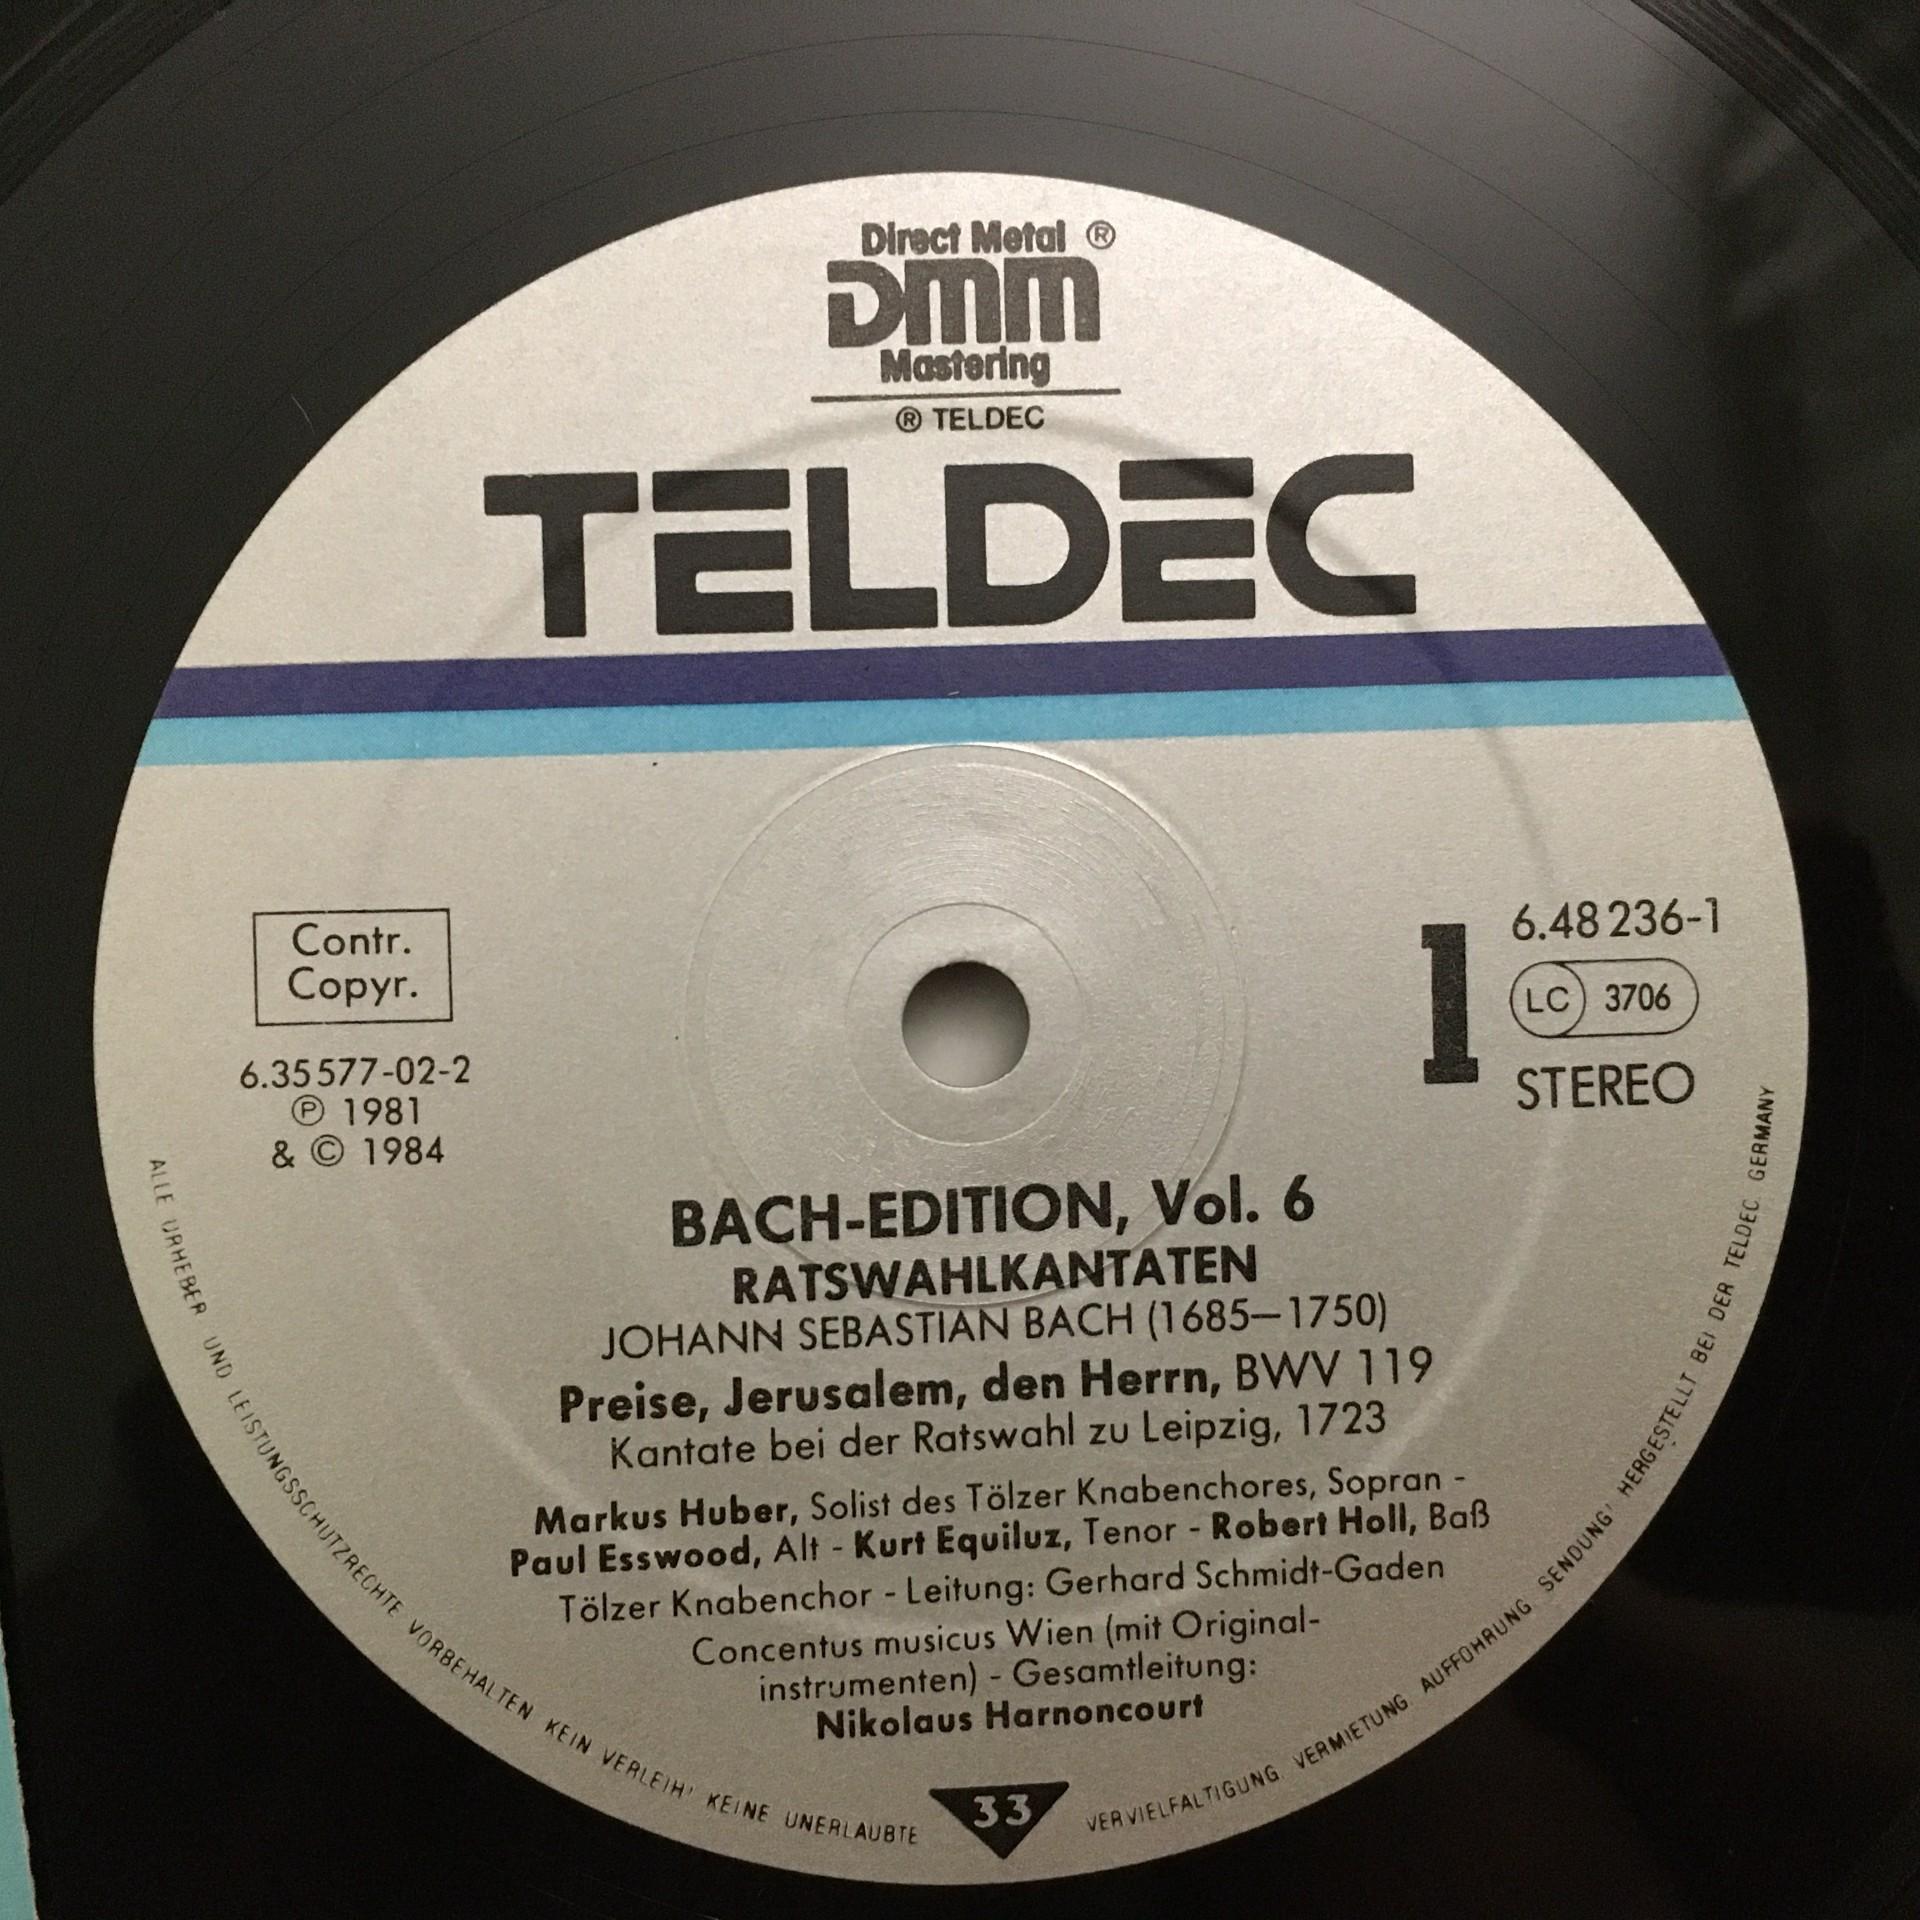 Direct Metal ®
DMM
Mastering
® TELDEC
TELDEC
Contr.
Copyr.
6.35577-02-2
℗ 1981
& © 1984
1
6.48236-1
LC 3706
STEREO
BACH-EDITION, Vol. 6
RATSWAHLKANTATEN
JOHANN SEBASTIAN BACH (1685–1750)
Preise, Jerusalem, den Herrn, BWV 119
Kantate bei der Ratswahl zu Leipzig, 1723
Markus Huber, Solist des Tölzer Knabenchores, Sopran -
Paul Esswood, Alt - Kurt Equiluz, Tenor - Robert Holl, Baß
Tölzer Knabenchor - Leitung: Gerhard Schmidt-Gaden
Concentus musicus Wien (mit Original-
instrumenten) - Gesamtleitung:
Nikolaus Harnoncourt
33
ALLE URHEBER UND LEISTUNGSSCHUTZRECHTE VORBEHALTEN KEIN VERLEIH! KEINE UNERLAUBTE VERVIELFALTIGUNG. VERMIETUNG. AUFFOHRUNG SENDUNG! HERGESTELLT BEI DER TELDEC GERMANY